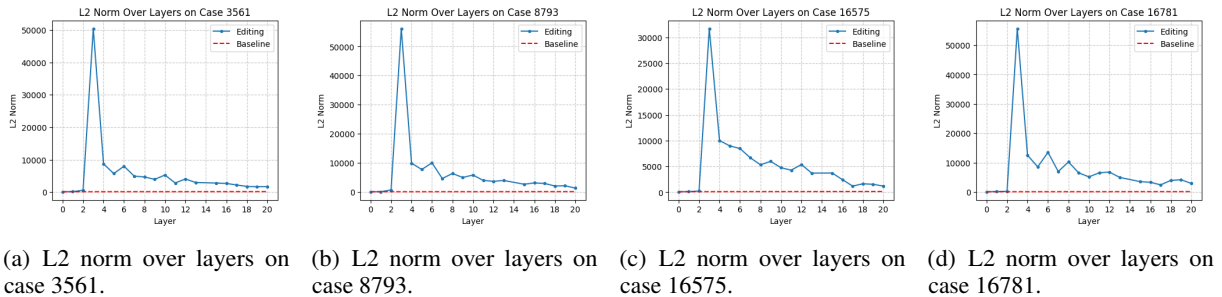 L2 Norm Over Layers on Case 3561
L2 Norm
50000
40000
30000
20000
10000
0
Editing
Baseline
0 2 4 6 8 10 12 14 16 18 20
Layer
(a) L2 norm over layers on
case 3561.
L2 Norm Over Layers on Case 8793
L2 Norm
50000
40000
30000
20000
10000
0
Editing
Baseline
0 2 4 6 8 10 12 14 16 18 20
Layer
(b) L2 norm over layers on
case 8793.
L2 Norm Over Layers on Case 16575
L2 Norm
30000
25000
20000
15000
10000
5000
0
Editing
Baseline
0 2 4 6 8 10 12 14 16 18 20
Layer
(c) L2 norm over layers on
case 16575.
L2 Norm Over Layers on Case 16781
L2 Norm
50000
40000
30000
20000
10000
0
Editing
Baseline
0 2 4 6 8 10 12 14 16 18 20
Layer
(d) L2 norm over layers on
case 16781.